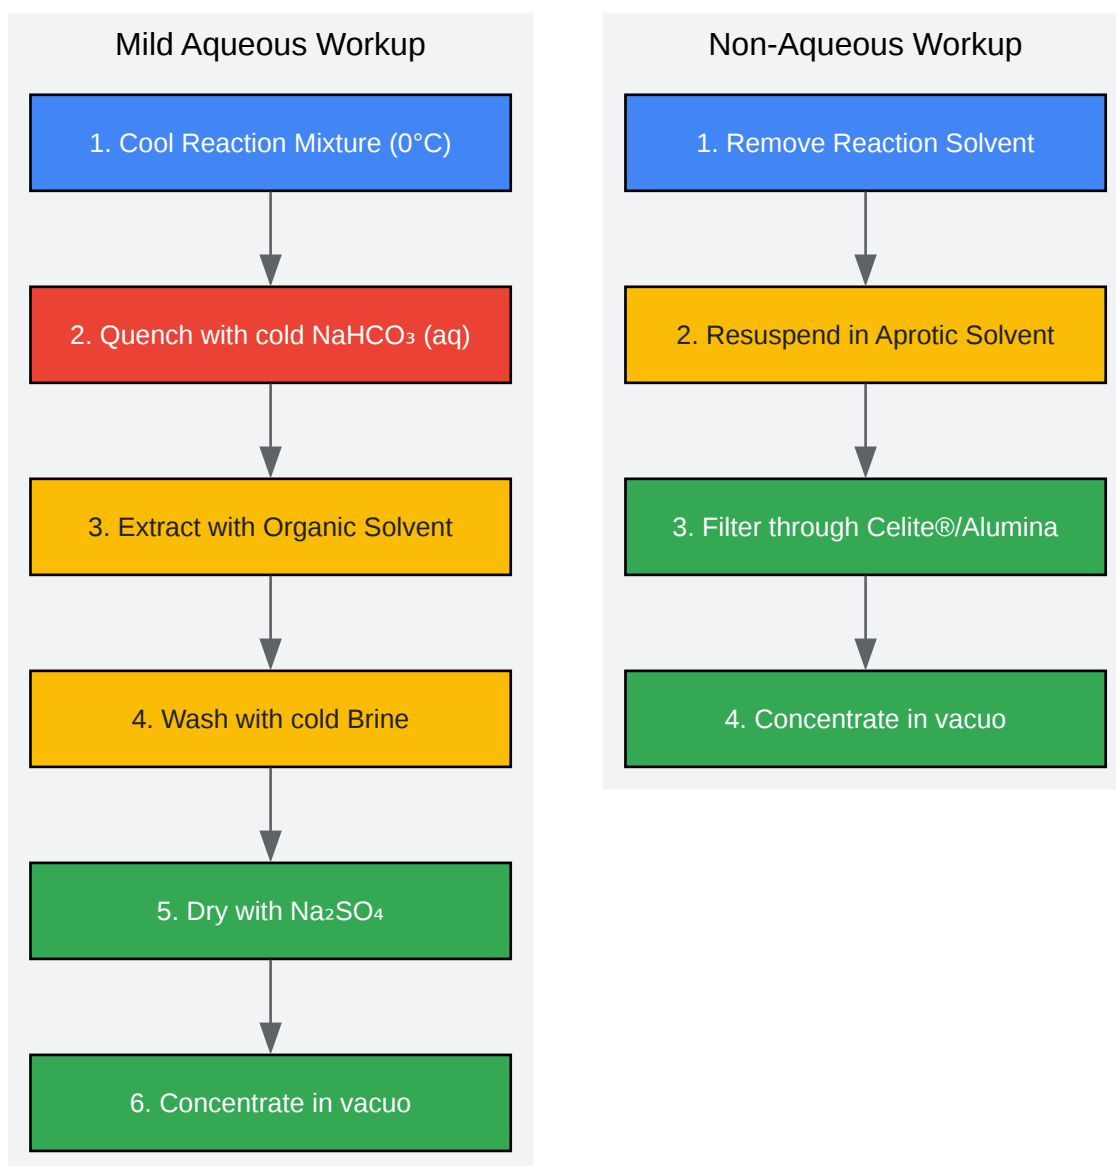 Mild Aqueous Workup
1. Cool Reaction Mixture (0°C)
2. Quench with cold NaHCO₃ (aq)
3. Extract with Organic Solvent
4. Wash with cold Brine
5. Dry with Na₂SO₄
6. Concentrate in vacuo
Non-Aqueous Workup
1. Remove Reaction Solvent
2. Resuspend in Aprotic Solvent
3. Filter through Celite®/Alumina
4. Concentrate in vacuo